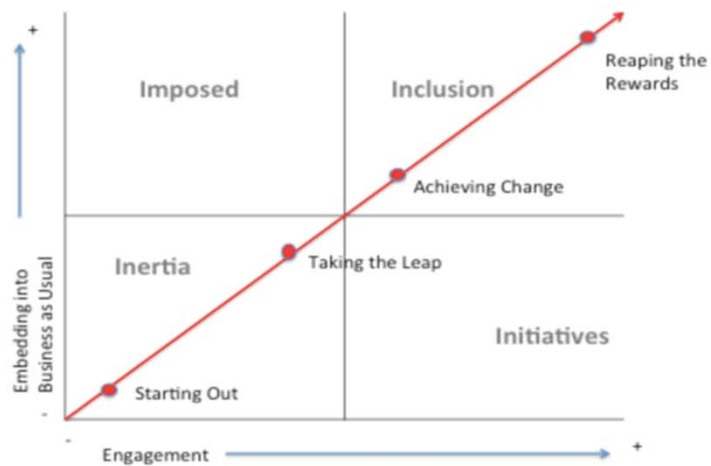 +
Imposed
Inclusion
Reaping the
Rewards
Achieving Change
Inertia
Taking the Leap
Embedding into
Business as Usual
Initiatives
Starting Out
-
-
Engagement
+